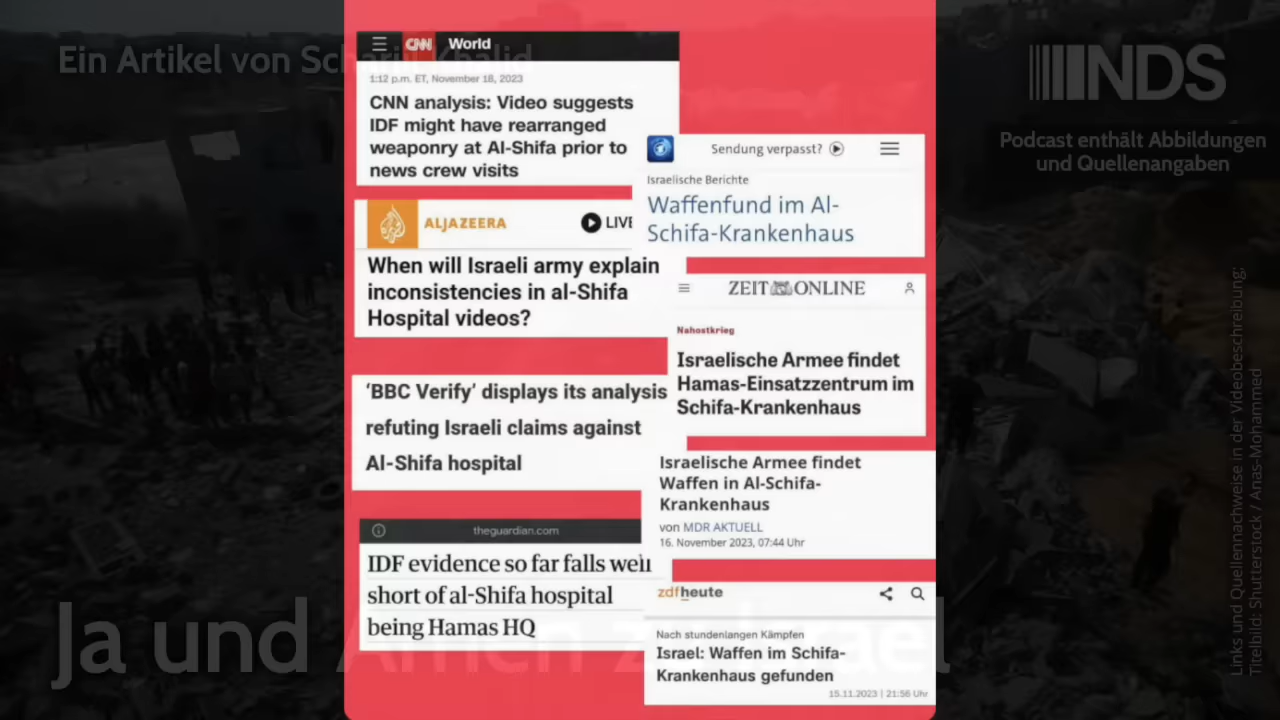 Ein Artikel von Scharjil Khalid
CNN World
1:12 p.m. ET, November 18, 2023
CNN analysis: Video suggests
IDF might have rearranged
weaponry at Al-Shifa prior to
news crew visits
ALJAZEERA LIVE
When will Israeli army explain
inconsistencies in al-Shifa
Hospital videos?
‘BBC Verify’ displays its analysis
refuting Israeli claims against
Al-Shifa hospital
theguardian.com
IDF evidence so far falls well
short of al-Shifa hospital
being Hamas HQ
Sendung verpasst?
Israelische Berichte
Waffenfund im Al-
Schifa-Krankenhaus
ZEIT ONLINE
Nahostkrieg
Israelische Armee findet
Hamas-Einsatzzentrum im
Schifa-Krankenhaus
Israelische Armee findet
Waffen in Al-Schifa-
Krankenhaus
von MDR AKTUELL
16. November 2023, 07:44 Uhr
zdfheute
Nach stundenlangen Kämpfen
Israel: Waffen im Schifa-
Krankenhaus gefunden
15.11.2023 | 21:56 Uhr
NDS
Podcast enthält Abbildungen
und Quellenangaben
Ja und Amen zu Israel
Links und Quellennachweise in der Videobeschreibung;
Titelbild: Shutterstock / Anas-Mohammed